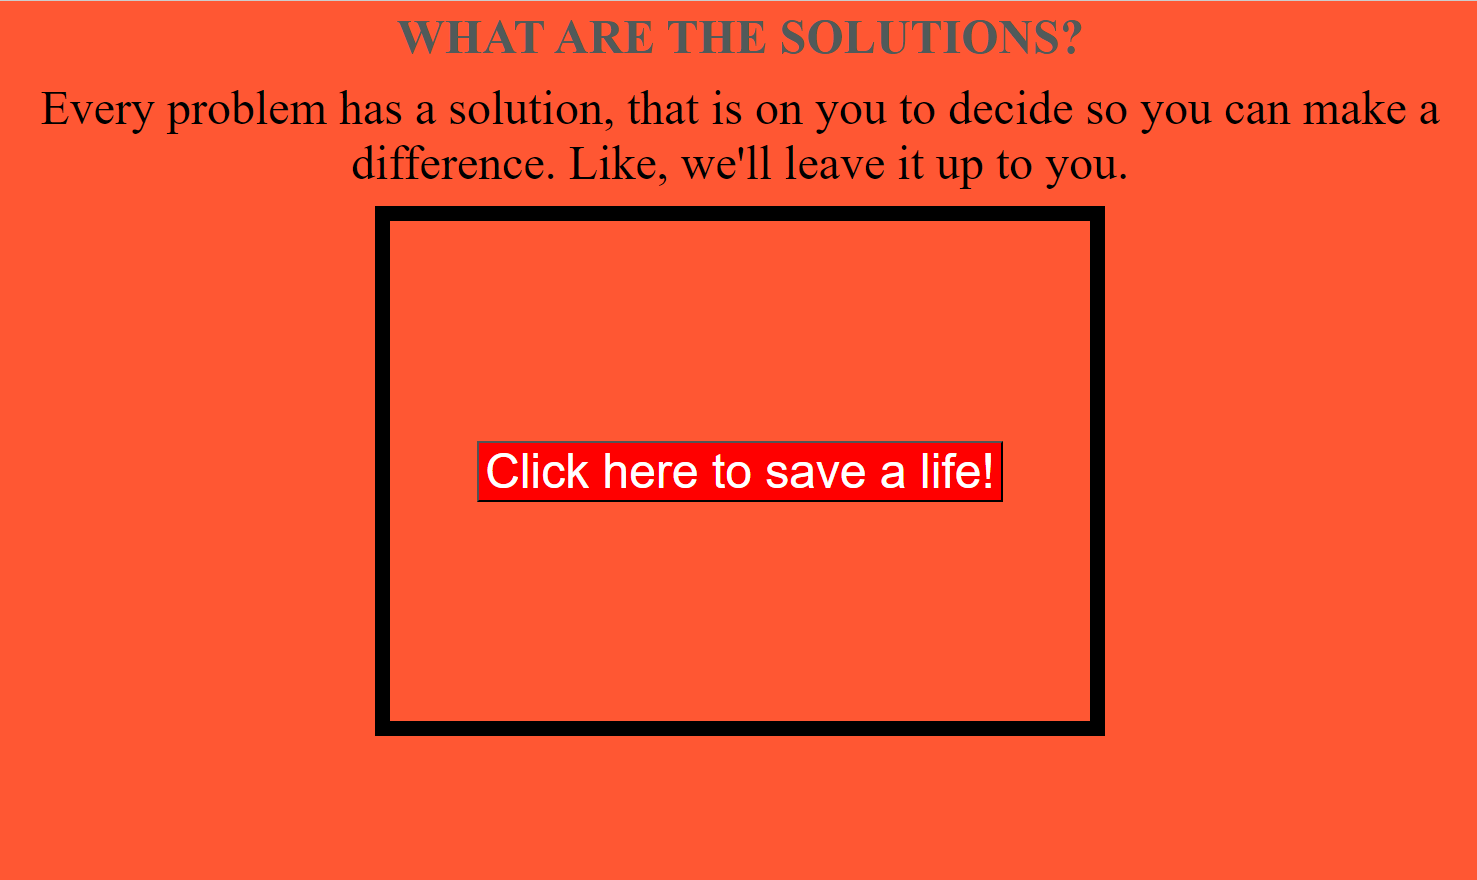 WHAT ARE THE SOLUTIONS?
Every problem has a solution, that is on you to decide so you can make a
difference. Like, we'll leave it up to you.
Click here to save a life!